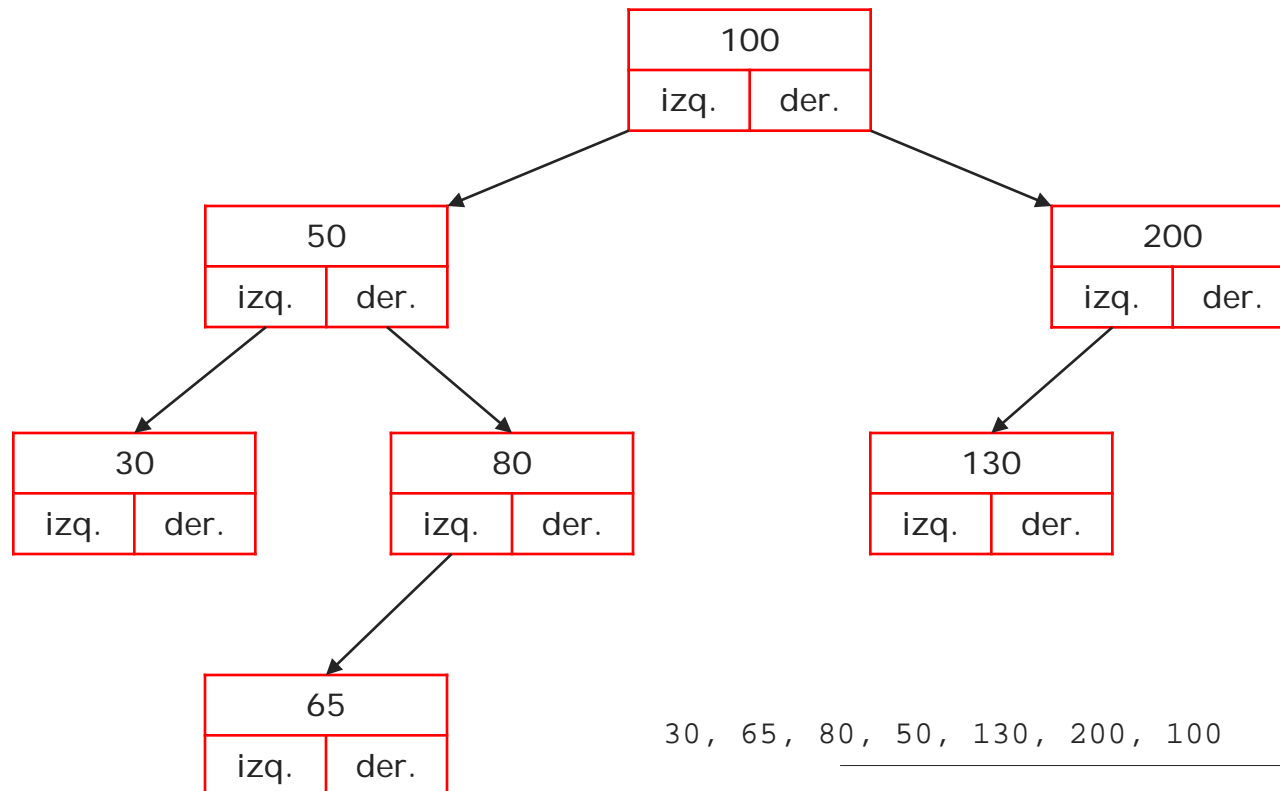 100
izq. der.
50
izq. der.
200
izq. der.
30
izq. der.
80
izq. der.
130
izq. der.
65
izq. der.
30, 65, 80, 50, 130, 200, 100